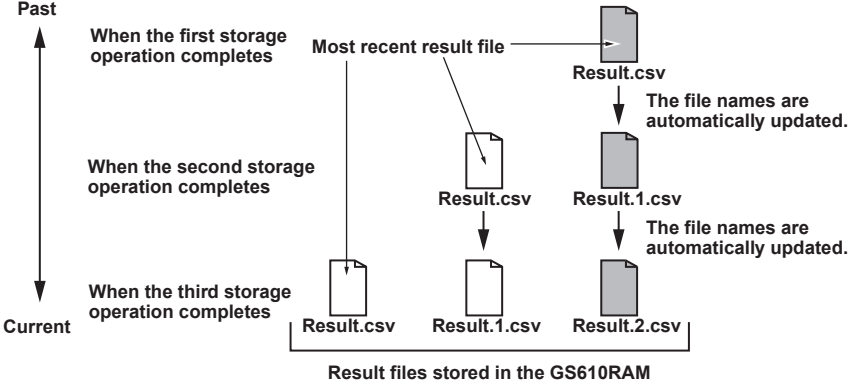 Past
When the first storage
operation completes
Most recent result file
Result.csv
The file names are
automatically updated.
When the second storage
operation completes
Result.csv
Result.1.csv
The file names are
automatically updated.
When the third storage
operation completes
Current
Result.csv
Result.1.csv
Result.2.csv
Result files stored in the GS610RAM